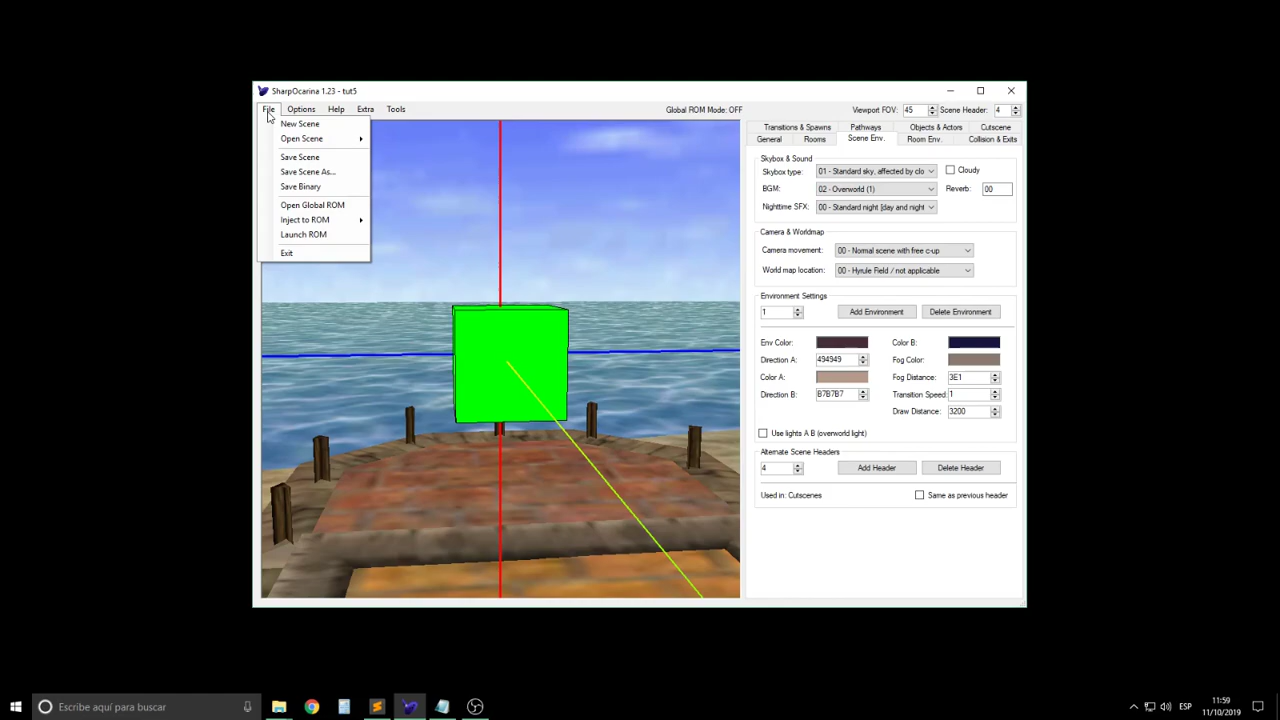 SharpOcarina 1.23 - tut5
File Options Help Extra Tools Global ROM Mode: OFF Viewport FOV: 45 Scene Header: 4
New Scene
Open Scene
Save Scene
Save Scene As...
Save Binary
Open Global ROM
Inject to ROM
Launch ROM
Exit
Transitions & Spawns Pathways Objects & Actors Cutscene
General Rooms Scene Env. Room Env. Collision & Exits
Skybox & Sound
Skybox type: 01 - Standard sky, affected by clo Cloudy
BGM: 02 - Overworld (1) Reverb: 00
Nighttime SFX: 00 - Standard night [day and night
Camera & Worldmap
Camera movement: 00 - Normal scene with free c-up
World map location: 00 - Hyrule Field / not applicable
Environment Settings
1 Add Environment Delete Environment
Env Color: Color B:
Direction A: 494949 Fog Color:
Color A: Fog Distance: 3E1
Direction B: B7B7B7 Transition Speed: 1
Draw Distance: 3200
Use lights A B (overworld light)
Alternate Scene Headers
4 Add Header Delete Header
Used in: Cutscenes Same as previous header
Escribe aquí para buscar
ESP
11:59
11/10/2019